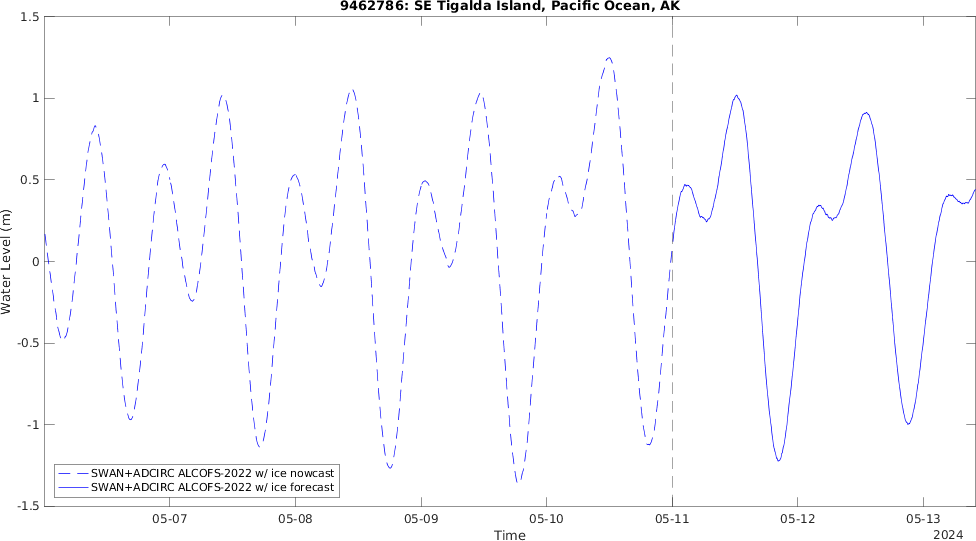 9462786: SE Tigalda Island, Pacific Ocean, AK
1.5
1
0.5
0
-0.5
-1
-1.5
Water Level (m)
SWAN+ADCIRC ALCOFS-2022 w/ ice nowcast
SWAN+ADCIRC ALCOFS-2022 w/ ice forecast
05-07 05-08 05-09 05-10 05-11 05-12 05-13
Time
2024